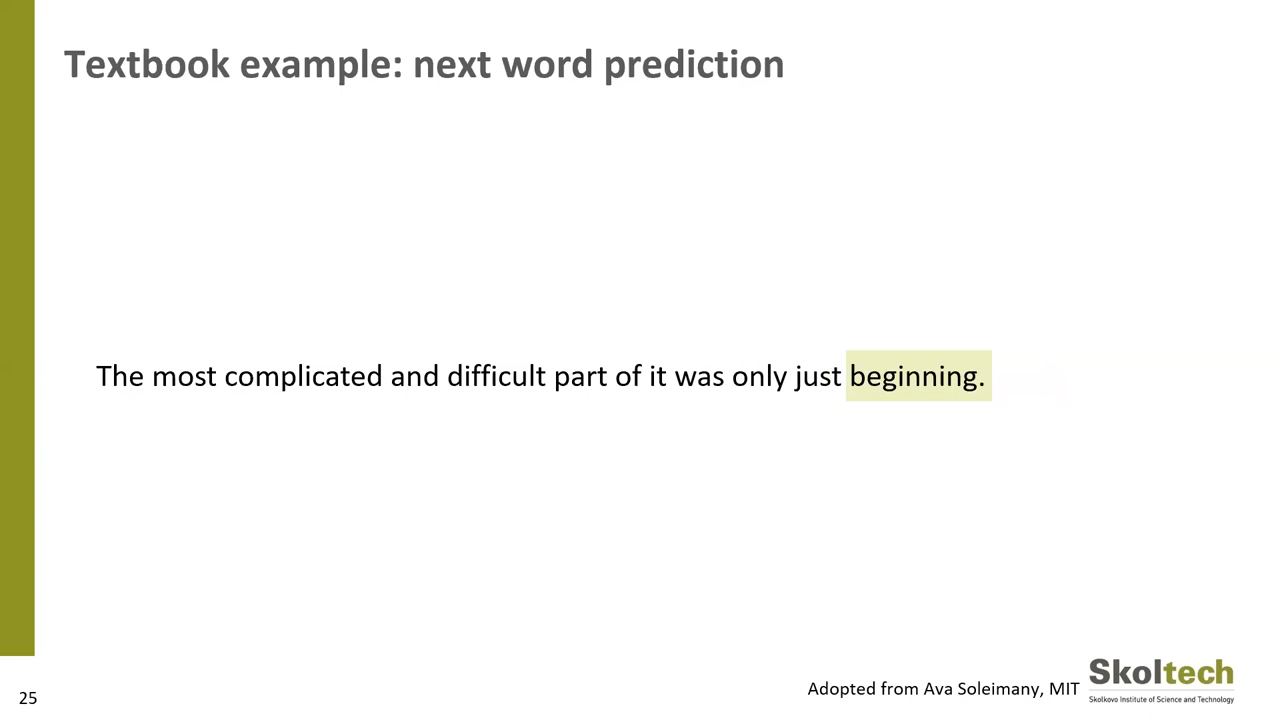 Textbook example: next word prediction
The most complicated and difficult part of it was only just beginning.
25
Adopted from Ava Soleimany, MIT
Skoltech
Skolkovo Institute of Science and Technology